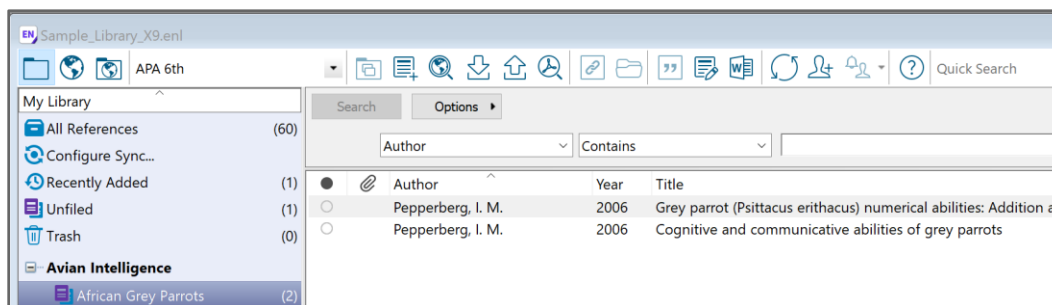 EN Sample_Library_X9.enl
APA 6th Quick Search
My Library
All References (60)
Configure Sync...
Recently Added (1)
Unfiled (1)
Trash (0)
Avian Intelligence
African Grey Parrots (2)
Search Options
Author Contains
Author Year Title
Pepperberg, I. M. 2006 Grey parrot (Psittacus erithacus) numerical abilities: Addition a
Pepperberg, I. M. 2006 Cognitive and communicative abilities of grey parrots